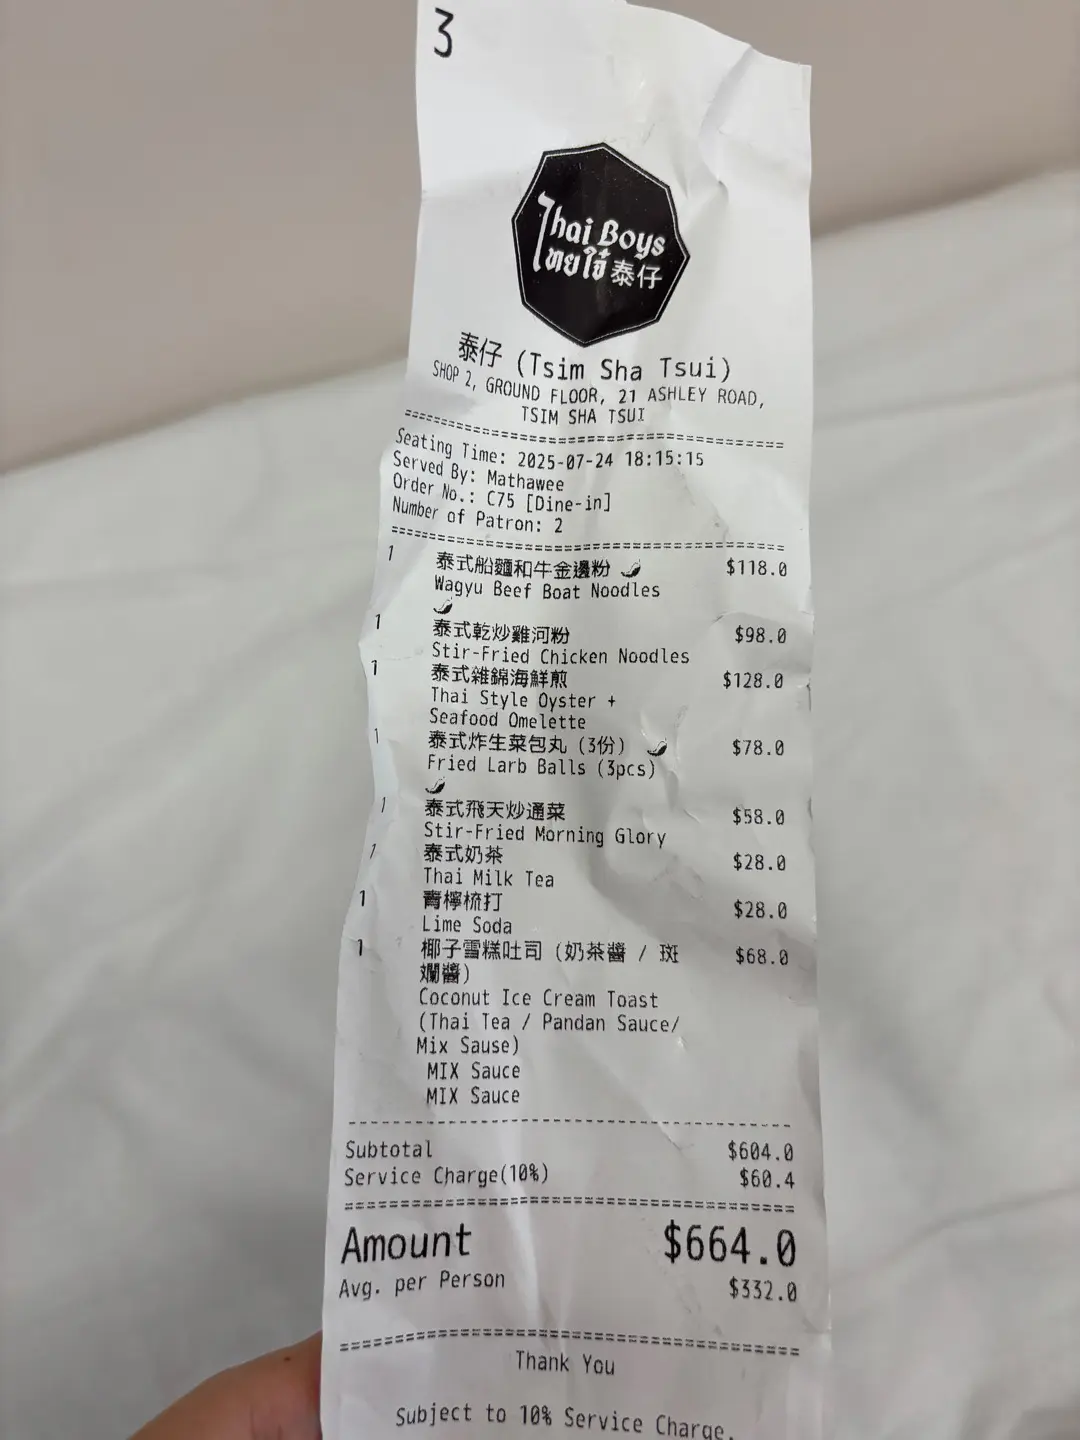 3
Thai Boys
ไทยใจ๋ 泰仔
泰仔 (Tsim Sha Tsui)
SHOP 2, GROUND FLOOR, 21 ASHLEY ROAD,
TSIM SHA TSUI
Seating Time: 2025-07-24 18:15:15
Served By: Mathawee
Order No.: C75 [Dine-in]
Number of Patron: 2
1 泰式船麵和牛金邊粉 🌶 $118.0
Wagyu Beef Boat Noodles
🌶
1 泰式乾炒雞河粉 $98.0
Stir-Fried Chicken Noodles
1 泰式雜錦海鮮煎 $128.0
Thai Style Oyster +
Seafood Omelette
1 泰式炸生菜包丸 (3份) 🌶 $78.0
Fried Larb Balls (3pcs)
🌶
1 泰式飛天炒通菜 $58.0
Stir-Fried Morning Glory
1 泰式奶茶 $28.0
Thai Milk Tea
1 青檸梳打 $28.0
Lime Soda
1 椰子雪糕吐司 (奶茶醬 / 斑 $68.0
斕醬)
Coconut Ice Cream Toast
(Thai Tea / Pandan Sauce/
Mix Sause)
MIX Sauce
MIX Sauce
Subtotal $604.0
Service Charge(10%) $60.4
Amount $664.0
Avg. per Person $332.0
Thank You
Subject to 10% Service Charge.